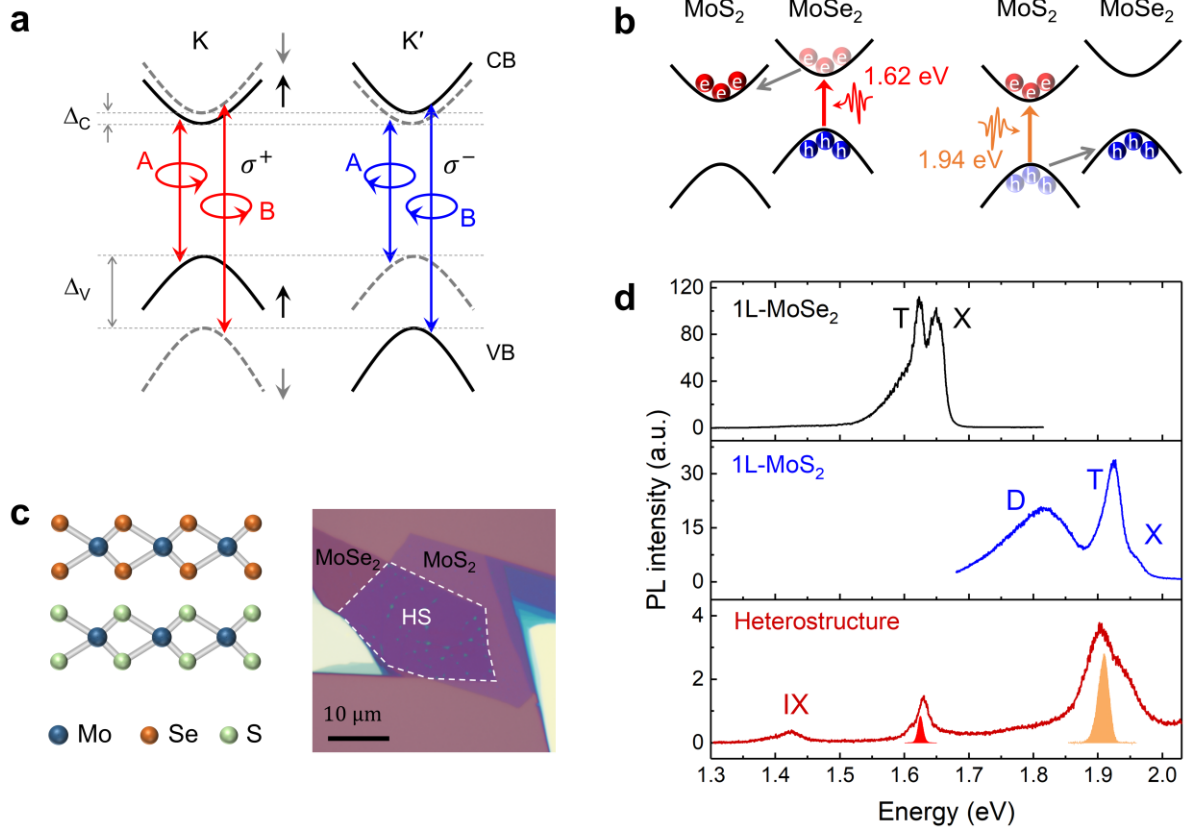 a
K
K′
CB
Δ_C
A
σ⁺
B
A
σ⁻
B
Δ_V
VB
b
MoS₂
MoSe₂
MoS₂
MoSe₂
e e e
e e e
1.62 eV
h h h
e e e
1.94 eV
h h h
h h h
c
MoSe₂
MoS₂
HS
10 μm
Mo
Se
S
d
PL intensity (a.u.)
120
80
40
0
1L-MoSe₂
T
X
30
15
0
1L-MoS₂
D
T
X
4
2
0
Heterostructure
IX
1.3 1.4 1.5 1.6 1.7 1.8 1.9 2.0
Energy (eV)